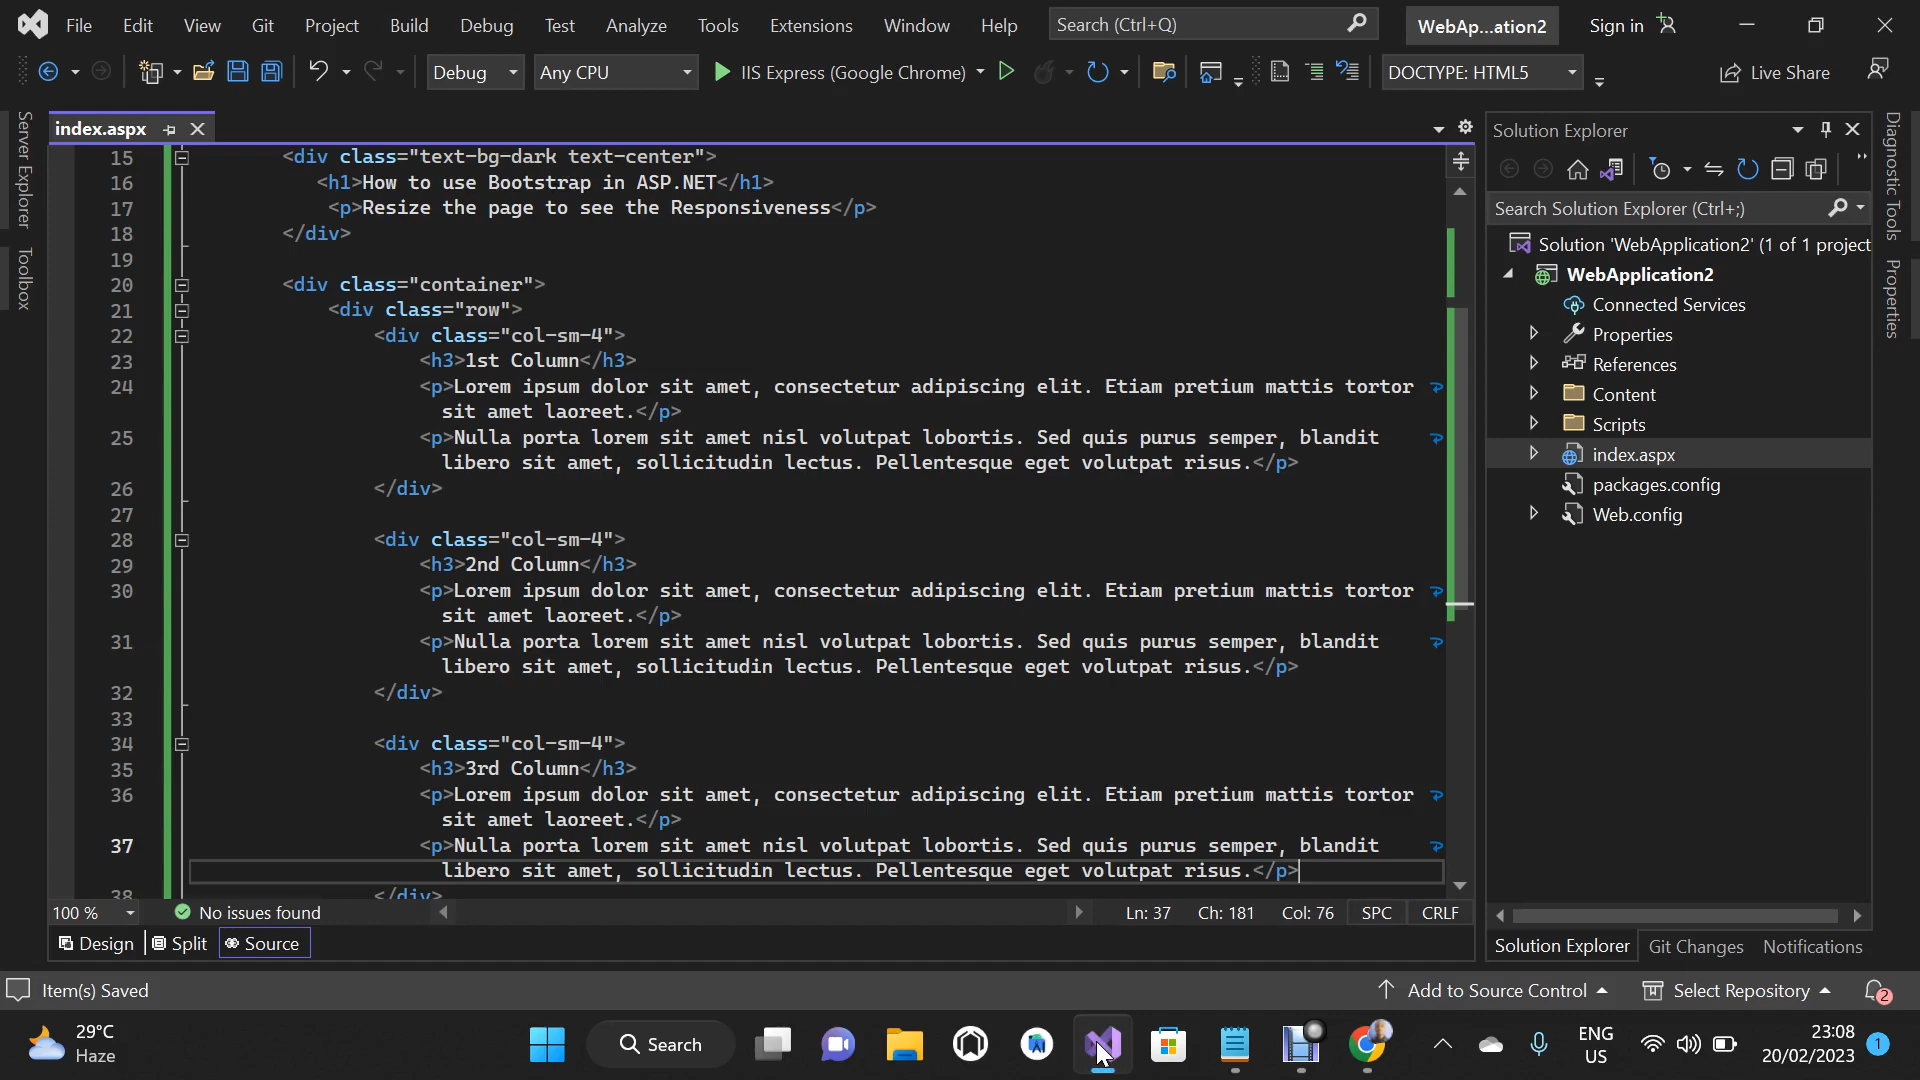 File Edit View Git Project Build Debug Test Analyze Tools Extensions Window Help Search (Ctrl+Q) WebAp...ation2 Sign in
Debug Any CPU IIS Express (Google Chrome) DOCTYPE: HTML5 Live Share
Server Explorer
Toolbox
index.aspx
15 <div class="text-bg-dark text-center">
16 <h1>How to use Bootstrap in ASP.NET</h1>
17 <p>Resize the page to see the Responsiveness</p>
18 </div>
19
20 <div class="container">
21 <div class="row">
22 <div class="col-sm-4">
23 <h3>1st Column</h3>
24 <p>Lorem ipsum dolor sit amet, consectetur adipiscing elit. Etiam pretium mattis tortor
sit amet laoreet.</p>
25 <p>Nulla porta lorem sit amet nisl volutpat lobortis. Sed quis purus semper, blandit
libero sit amet, sollicitudin lectus. Pellentesque eget volutpat risus.</p>
26 </div>
27
28 <div class="col-sm-4">
29 <h3>2nd Column</h3>
30 <p>Lorem ipsum dolor sit amet, consectetur adipiscing elit. Etiam pretium mattis tortor
sit amet laoreet.</p>
31 <p>Nulla porta lorem sit amet nisl volutpat lobortis. Sed quis purus semper, blandit
libero sit amet, sollicitudin lectus. Pellentesque eget volutpat risus.</p>
32 </div>
33
34 <div class="col-sm-4">
35 <h3>3rd Column</h3>
36 <p>Lorem ipsum dolor sit amet, consectetur adipiscing elit. Etiam pretium mattis tortor
sit amet laoreet.</p>
37 <p>Nulla porta lorem sit amet nisl volutpat lobortis. Sed quis purus semper, blandit
libero sit amet, sollicitudin lectus. Pellentesque eget volutpat risus.</p>
38 </div>
100 % No issues found Ln: 37 Ch: 181 Col: 76 SPC CRLF
Design Split Source
Solution Explorer
Search Solution Explorer (Ctrl+;)
Solution 'WebApplication2' (1 of 1 project
WebApplication2
Connected Services
Properties
References
Content
Scripts
index.aspx
packages.config
Web.config
Solution Explorer Git Changes Notifications
Diagnostic Tools
Properties
Item(s) Saved Add to Source Control Select Repository 2
29°C
Haze
Search
ENG
US
23:08
20/02/2023
1